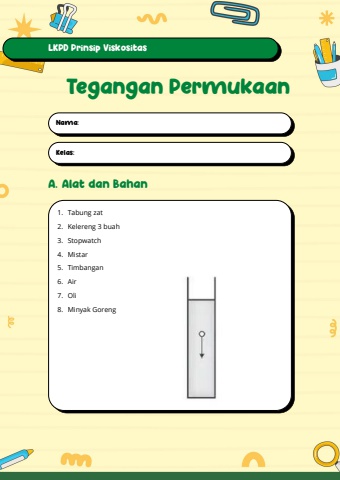 LKPD Prinsip Viskositas
Tegangan Permukaan
Nama:
Kelas:
A. Alat dan Bahan
1. Tabung zat
2. Kelereng 3 buah
3. Stopwatch
4. Mistar
5. Timbangan
6. Air
7. Oli
8. Minyak Goreng